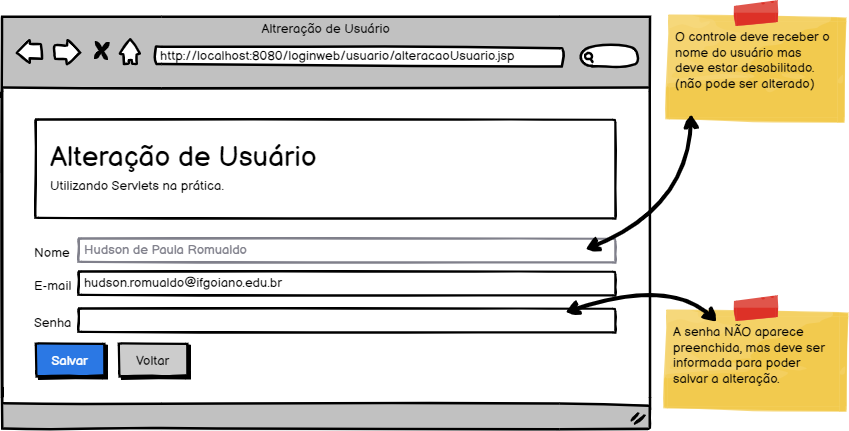 Altreração de Usuário
http://localhost:8080/loginweb/usuario/alteracaoUsuario.jsp
O controle deve receber o
nome do usuário mas
deve estar desabilitado.
(não pode ser alterado)
Alteração de Usuário
Utilizando Servlets na prática.
Nome Hudson de Paula Romualdo
E-mail hudson.romualdo@ifgoiano.edu.br
Senha
A senha NÃO aparece
preenchida, mas deve ser
informada para poder
salvar a alteração.
Salvar Voltar